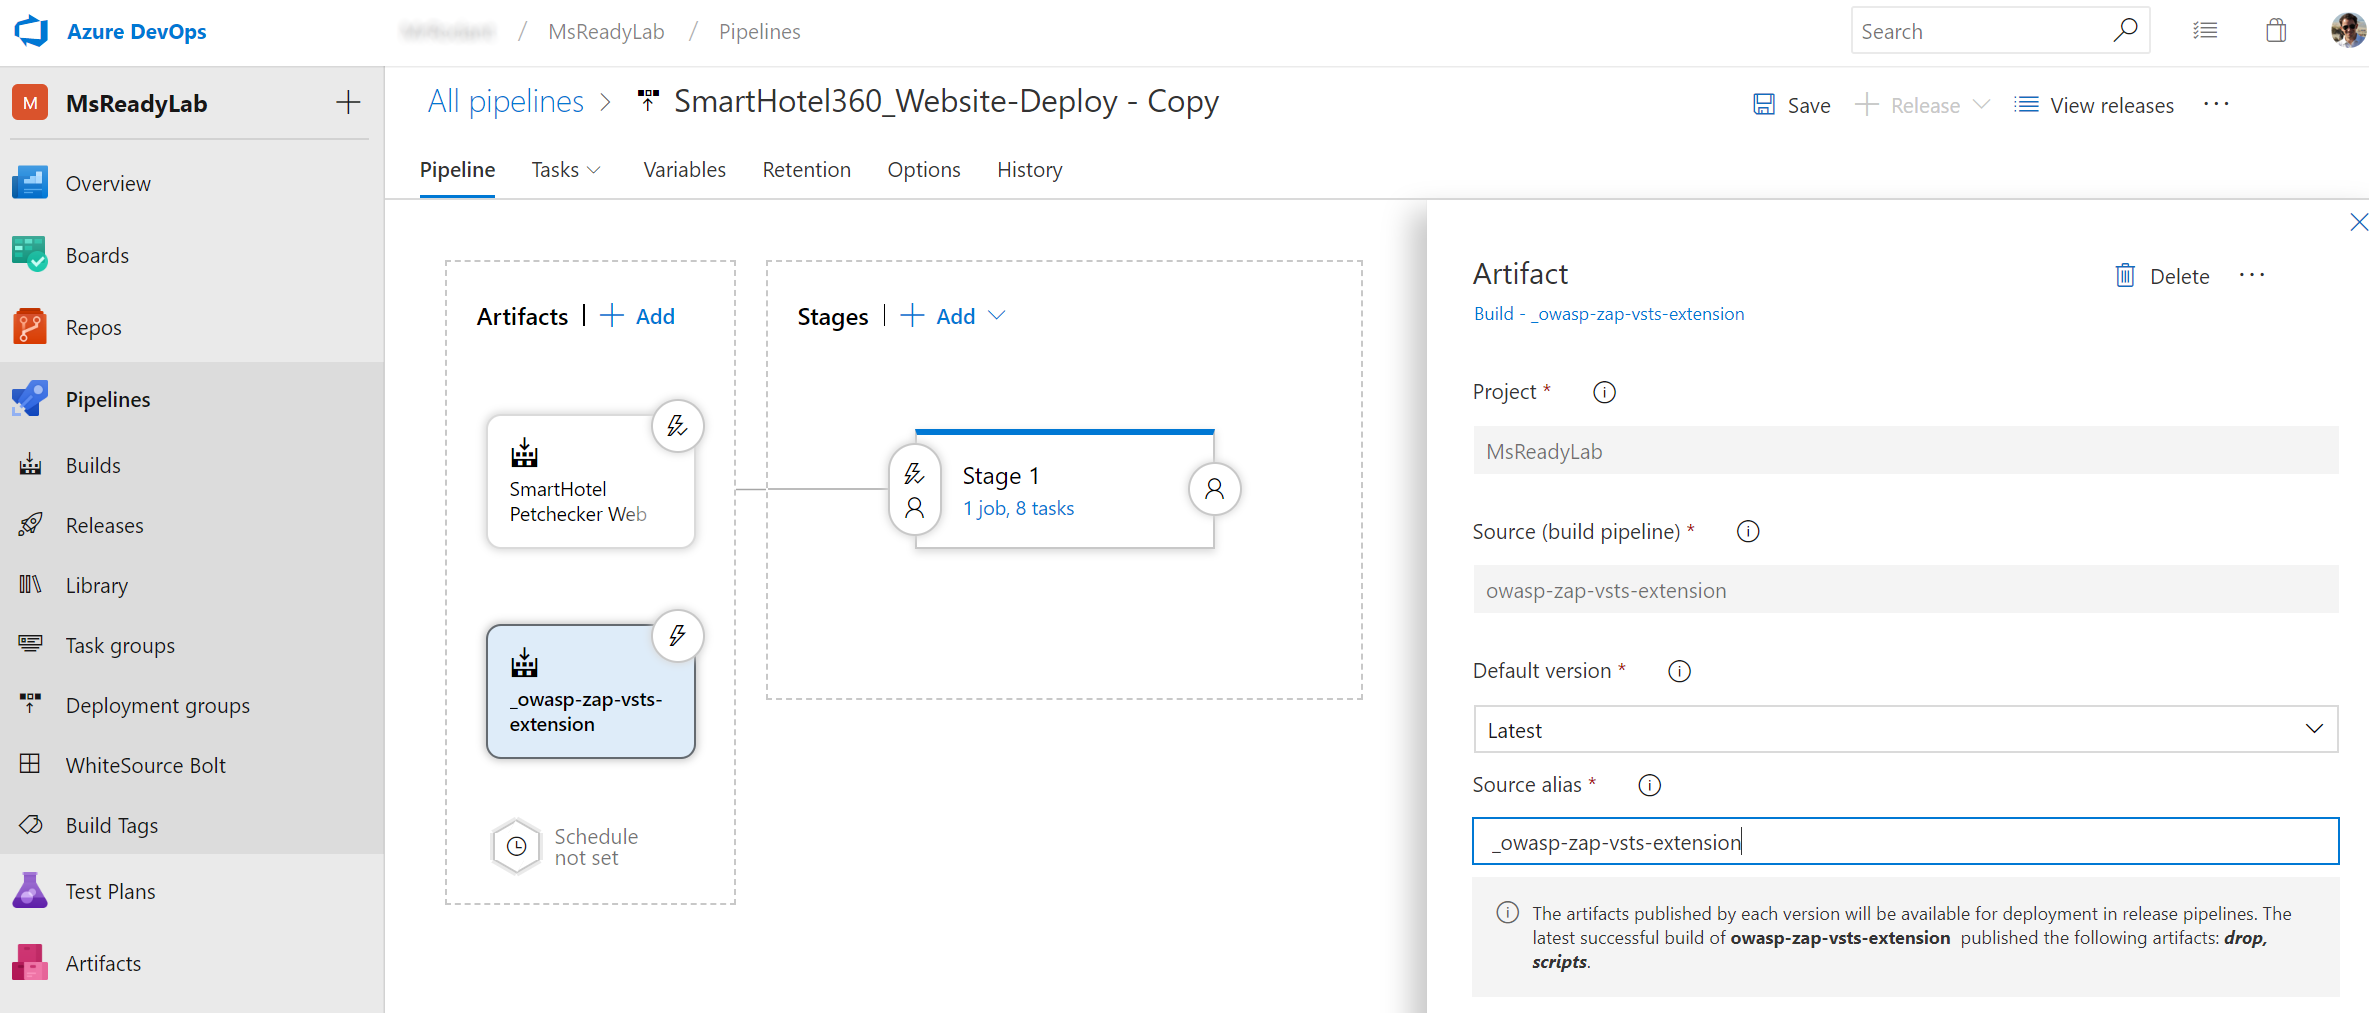 Azure DevOps
/ MsReadyLab / Pipelines
Search
M
MsReadyLab
Overview
Boards
Repos
Pipelines
Builds
Releases
Library
Task groups
Deployment groups
WhiteSource Bolt
Build Tags
Test Plans
Artifacts
All pipelines > SmartHotel360_Website-Deploy - Copy
Save
Release
View releases
...
Pipeline
Tasks
Variables
Retention
Options
History
Artifacts | + Add
SmartHotel
Petchecker Web
_owasp-zap-vsts-
extension
Schedule
not set
Stages | + Add
Stage 1
1 job, 8 tasks
Artifact
Delete
...
Build - _owasp-zap-vsts-extension
Project *
MsReadyLab
Source (build pipeline) *
owasp-zap-vsts-extension
Default version *
Latest
Source alias *
_owasp-zap-vsts-extension
The artifacts published by each version will be available for deployment in release pipelines. The
latest successful build of owasp-zap-vsts-extension published the following artifacts: drop,
scripts.